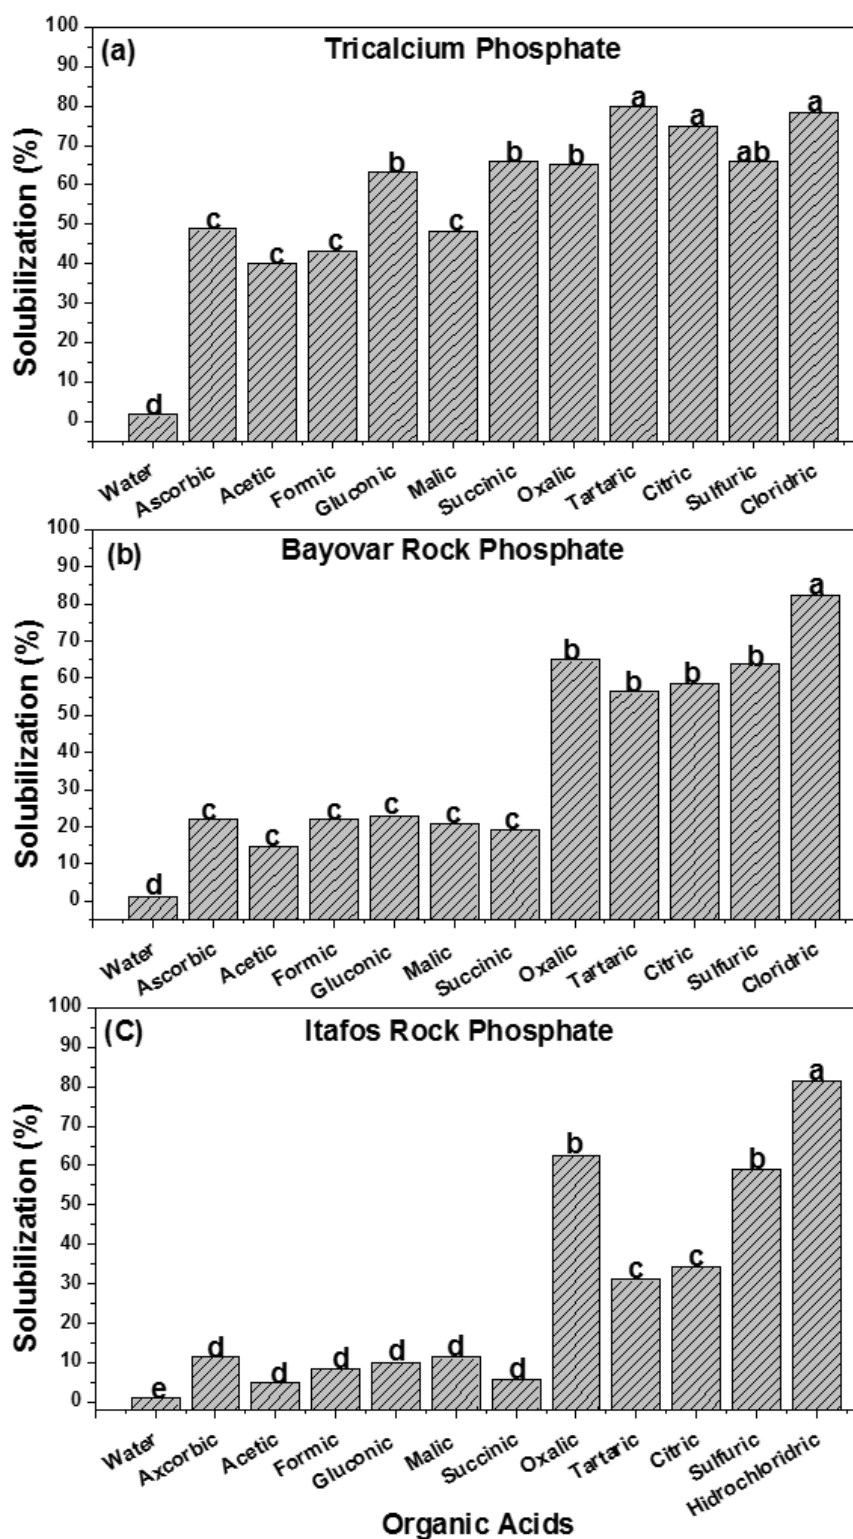 (a) Tricalcium Phosphate
Solubilization (%)
100
90
80
70
60
50
40
30
20
10
0
d c c c b c b b a a ab a
Water Ascorbic Acetic Formic Gluconic Malic Succinic Oxalic Tartaric Citric Sulfuric Cloridric
(b) Bayovar Rock Phosphate
Solubilization (%)
100
90
80
70
60
50
40
30
20
10
0
d c c c c c c b b b b a
Water Ascorbic Acetic Formic Gluconic Malic Succinic Oxalic Tartaric Citric Sulfuric Cloridric
(C) Itafos Rock Phosphate
Solubilization (%)
100
90
80
70
60
50
40
30
20
10
0
e d d d d d d b c c b a
Water Axcorbic Acetic Formic Gluconic Malic Succinic Oxalic Tartaric Citric Sulfuric Hidrochloridric
Organic Acids